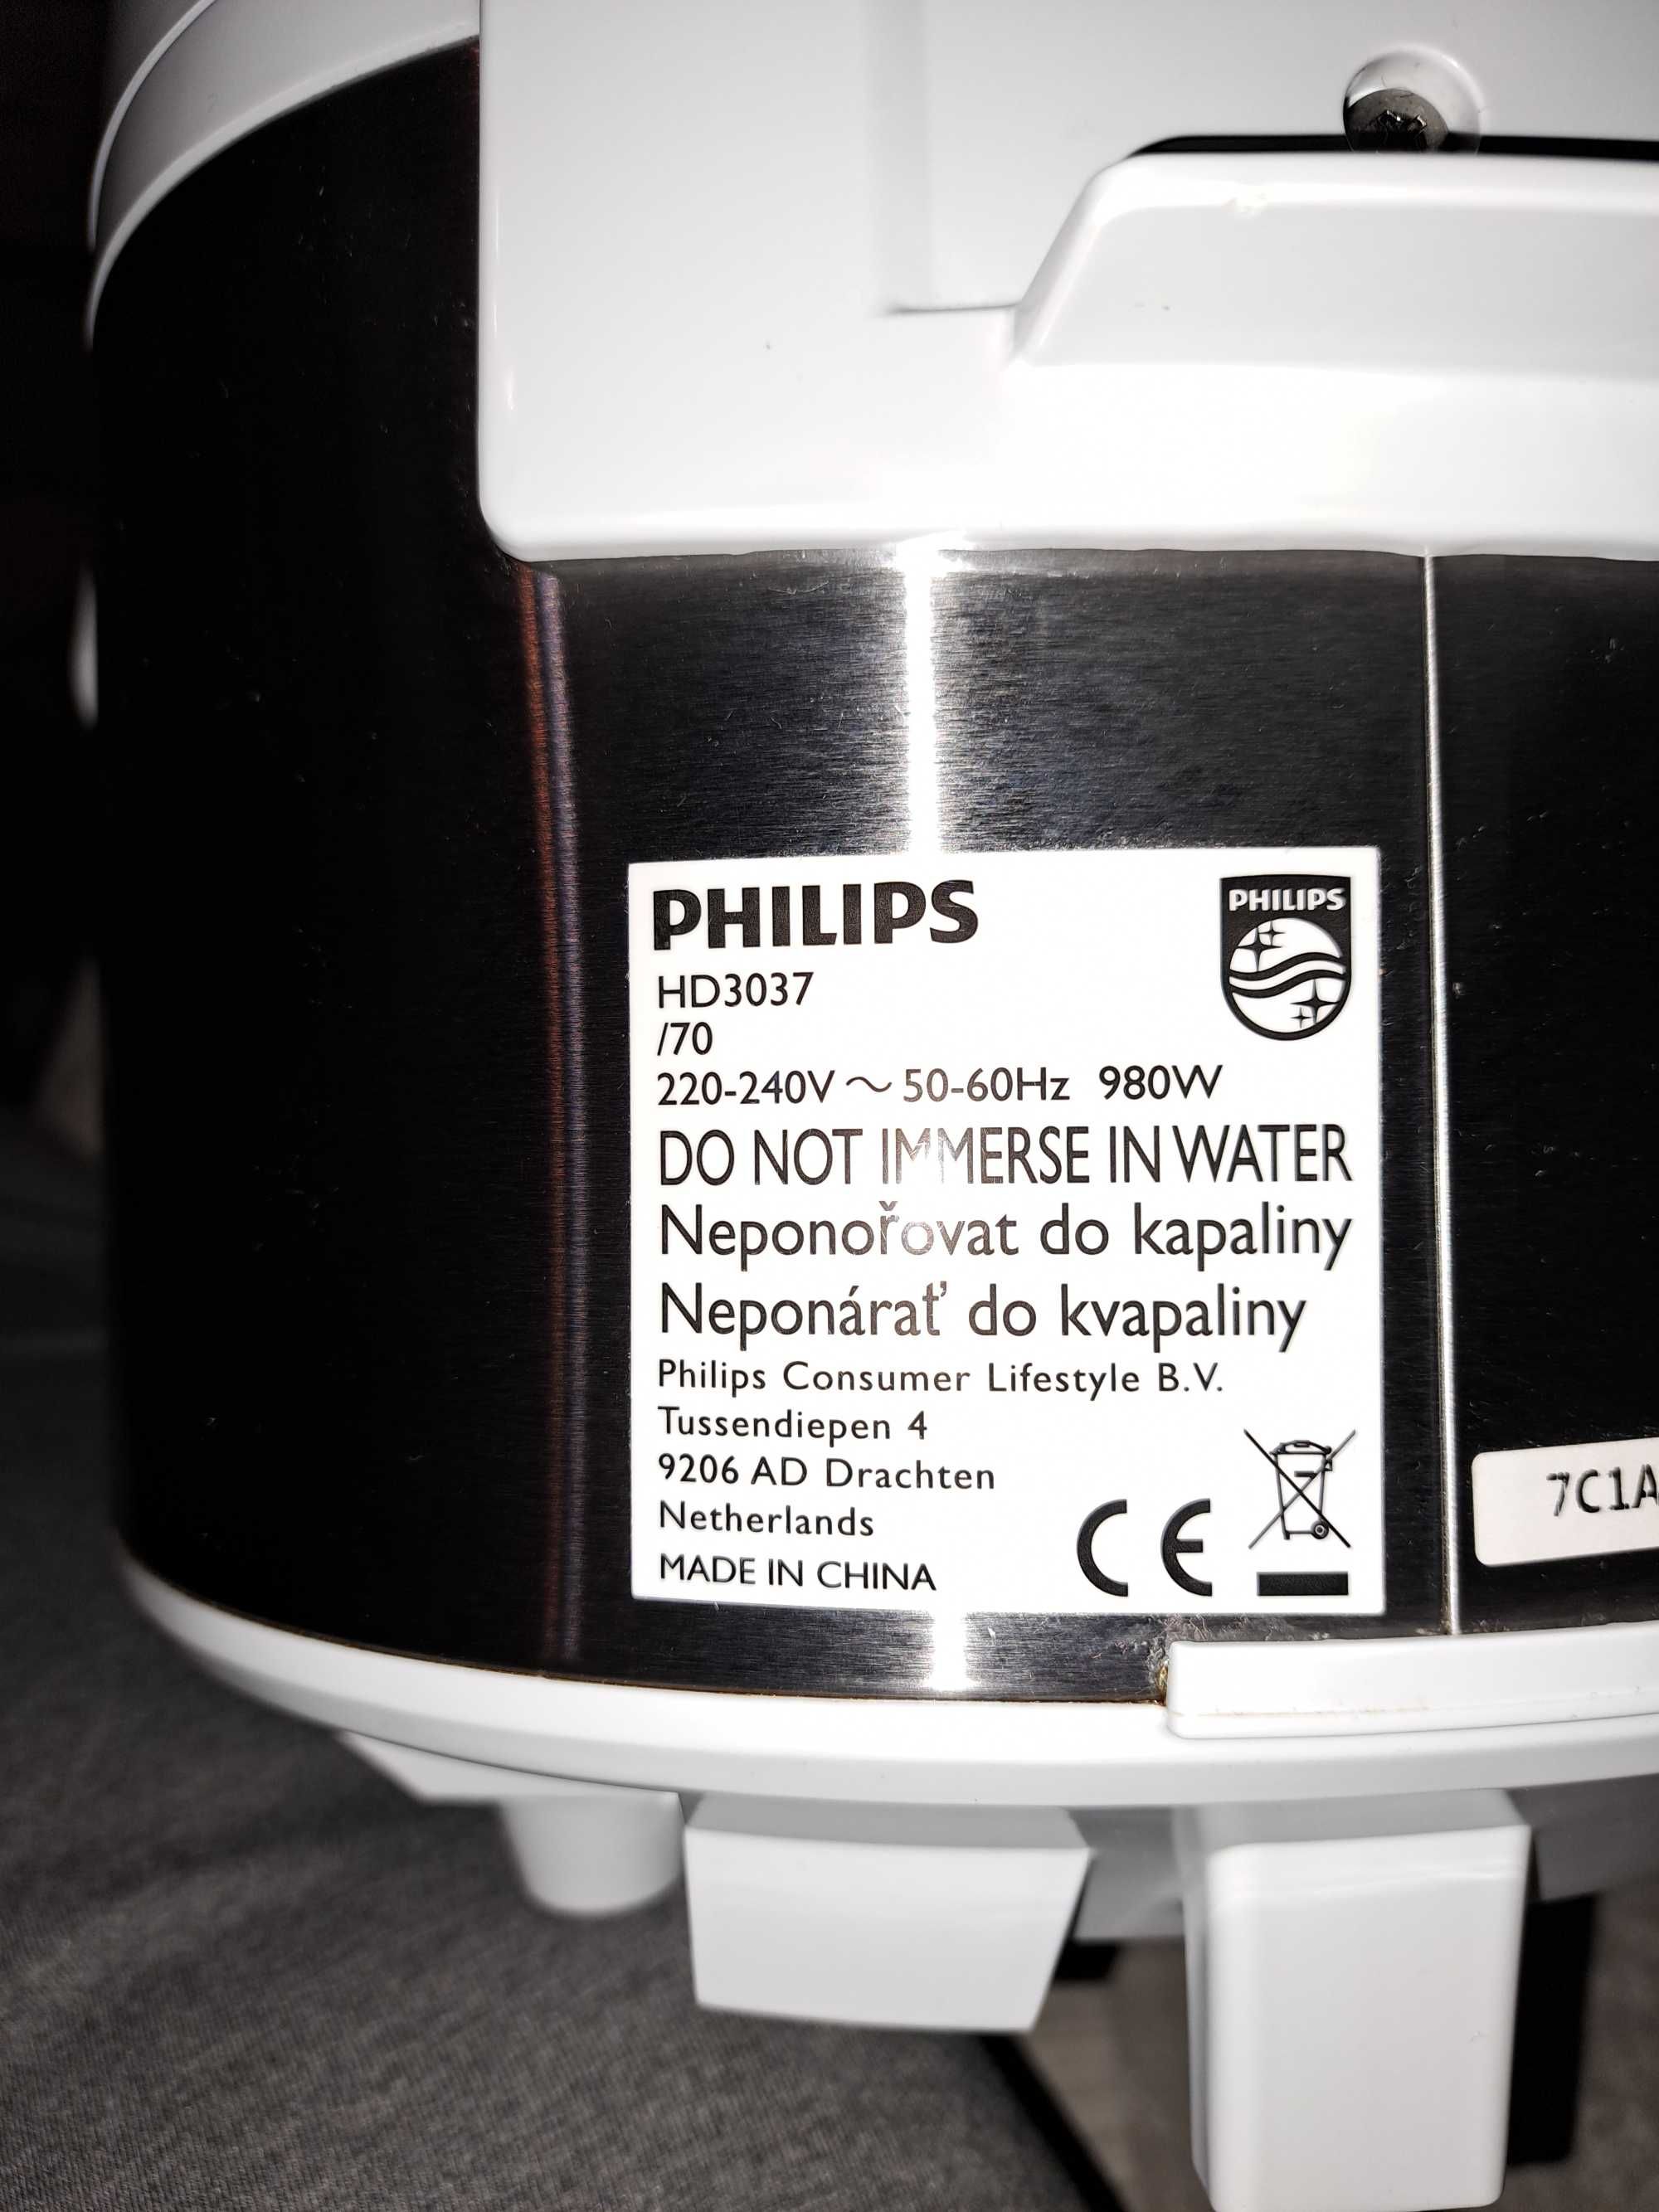 PHILIPS
PHILIPS
HD3037
/70
220-240V ~ 50-60Hz 980W
DO NOT IMMERSE IN WATER
Neponořovat do kapaliny
Neponárať do kvapaliny
Philips Consumer Lifestyle B.V.
Tussendiepen 4
9206 AD Drachten
Netherlands
MADE IN CHINA
CE
7C1A